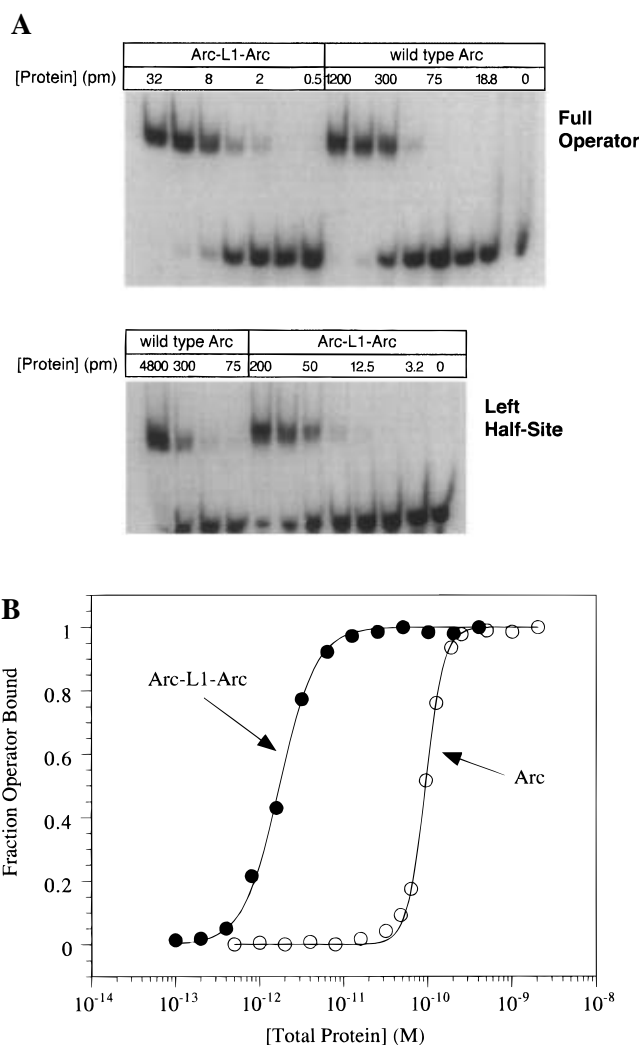 A
Arc-L1-Arc wild type Arc
[Protein] (pm) 32 8 2 0.5 1200 300 75 18.8 0
Full
Operator
wild type Arc Arc-L1-Arc
[Protein] (pm) 4800 300 75 200 50 12.5 3.2 0
Left
Half-Site
B
1
Arc-L1-Arc
0.8
0.6
Arc
0.4
0.2
0
Fraction Operator Bound
10-14 10-13 10-12 10-11 10-10 10-9 10-8
[Total Protein] (M)